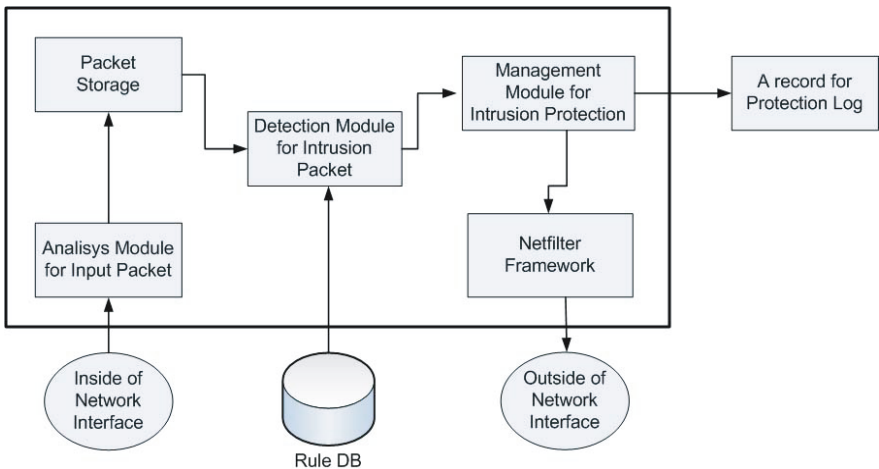 Packet
Storage
Management
Module for
Intrusion Protection
A record for
Protection Log
Detection Module
for Intrusion
Packet
Analisys Module
for Input Packet
Netfilter
Framework
Inside of
Network
Interface
Outside of
Network
Interface
Rule DB